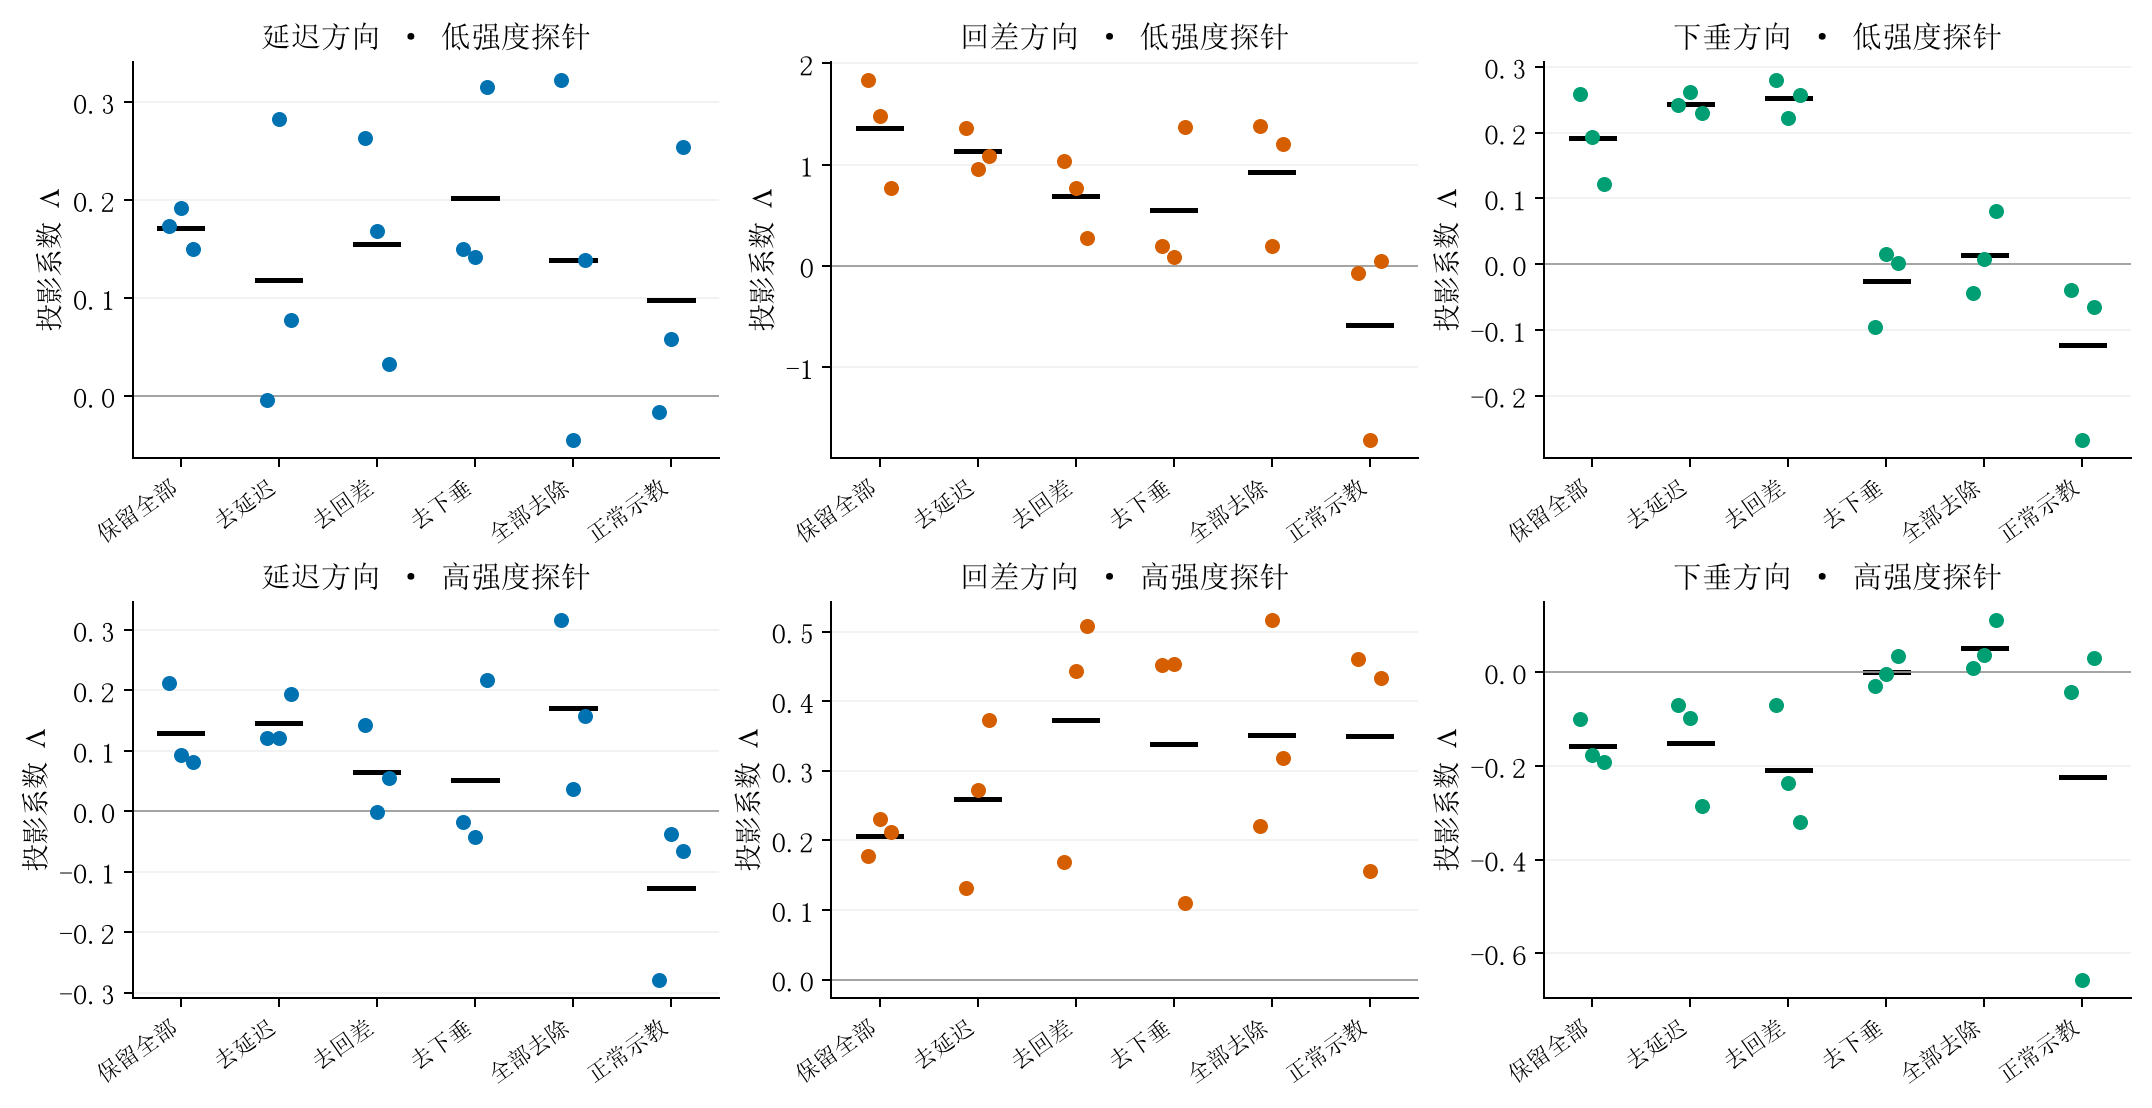 延迟方向 · 低强度探针
投影系数 Λ
0.3
0.2
0.1
0.0
保留全部
去延迟
去回差
去下垂
全部去除
正常示教
回差方向 · 低强度探针
投影系数 Λ
2
1
0
−1
保留全部
去延迟
去回差
去下垂
全部去除
正常示教
下垂方向 · 低强度探针
投影系数 Λ
0.3
0.2
0.1
0.0
−0.1
−0.2
保留全部
去延迟
去回差
去下垂
全部去除
正常示教
延迟方向 · 高强度探针
投影系数 Λ
0.3
0.2
0.1
0.0
−0.1
−0.2
−0.3
保留全部
去延迟
去回差
去下垂
全部去除
正常示教
回差方向 · 高强度探针
投影系数 Λ
0.5
0.4
0.3
0.2
0.1
0.0
保留全部
去延迟
去回差
去下垂
全部去除
正常示教
下垂方向 · 高强度探针
投影系数 Λ
0.0
−0.2
−0.4
−0.6
保留全部
去延迟
去回差
去下垂
全部去除
正常示教